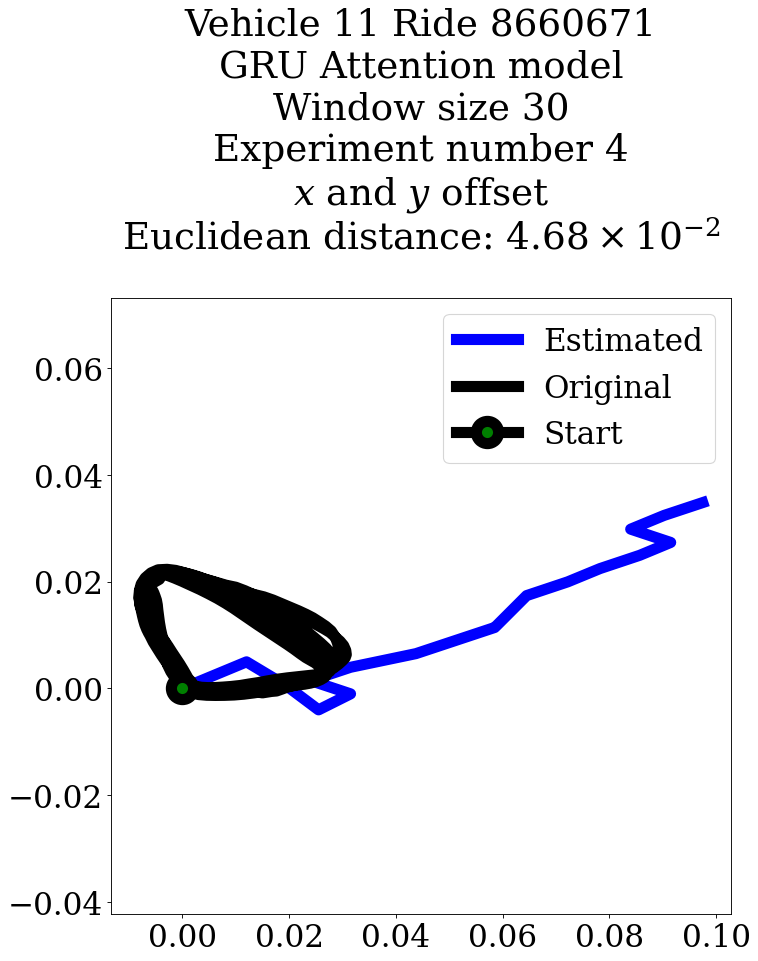 Vehicle 11 Ride 8660671
GRU Attention model
Window size 30
Experiment number 4
x and y offset
Euclidean distance: 4.68 × 10⁻²
Estimated
Original
Start
0.06
0.04
0.02
0.00
−0.02
−0.04
0.00 0.02 0.04 0.06 0.08 0.10